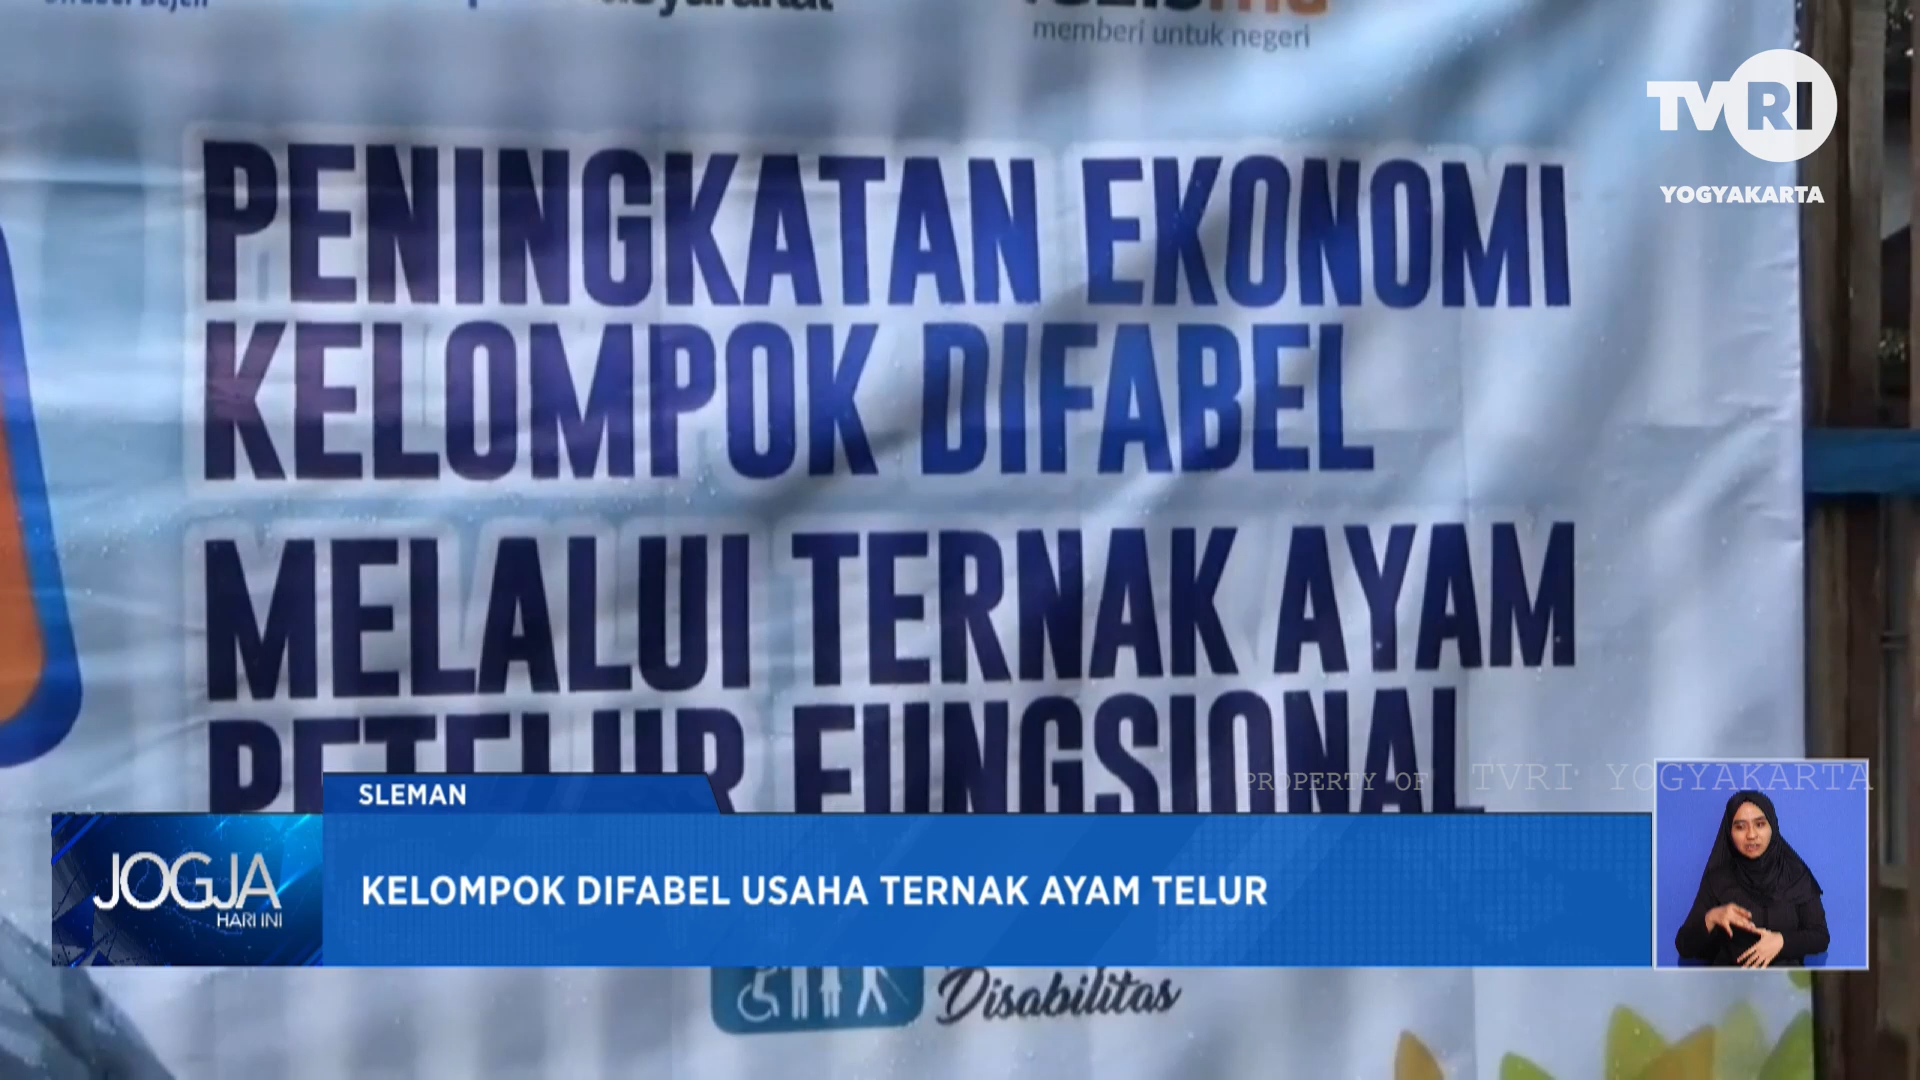 memberi untuk negeri
TVRI
YOGYAKARTA
PENINGKATAN EKONOMI
KELOMPOK DIFABEL
MELALUI TERNAK AYAM
PETELUR FUNGSIONAL
PROPERTY OF TVRI YOGYAKARTA
SLEMAN
JOGJA
HARI INI
KELOMPOK DIFABEL USAHA TERNAK AYAM TELUR
Disabilitas